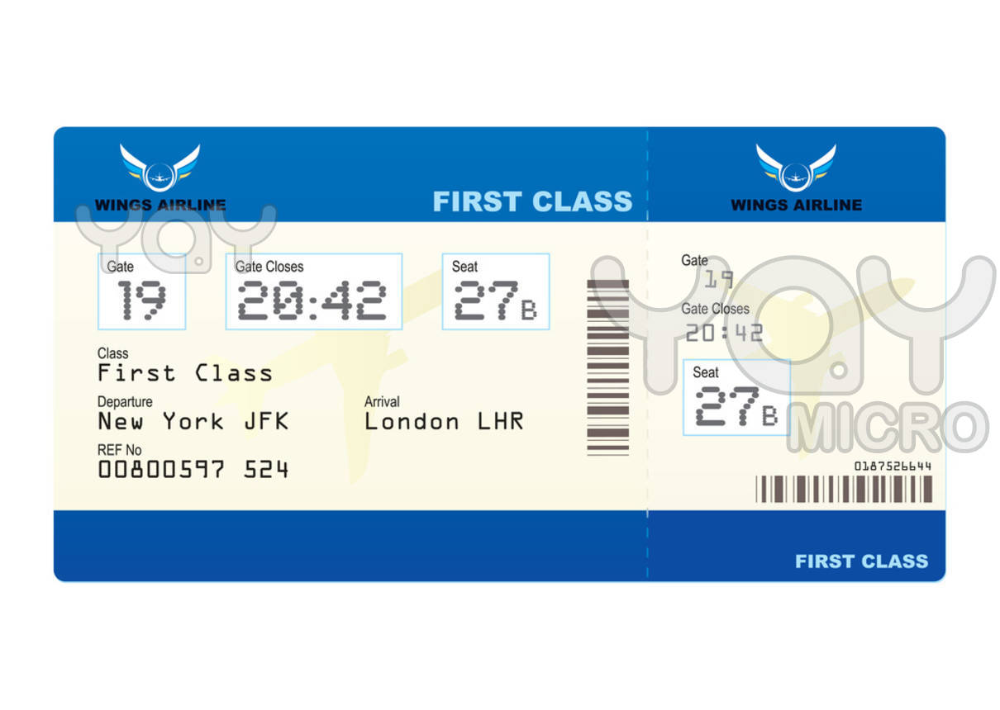 WINGS AIRLINE
FIRST CLASS
WINGS AIRLINE
yay
Gate
19
Gate Closes
20:42
Seat
27B
Class
First Class
Departure
New York JFK
Arrival
London LHR
REF No
00800597 524
Gate
19
Gate Closes
20:42
Seat
27B
yay
MICRO
0187526644
FIRST CLASS